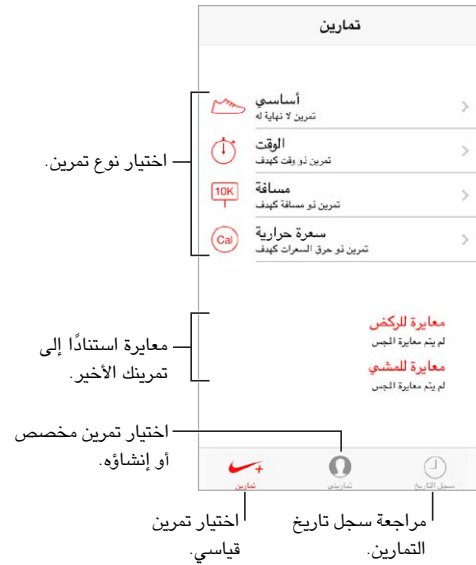 تمارين
أساسي
تمرين لا نهاية له
الوقت
تمرين ذو وقت كهدف
10K
مسافة
تمرين ذو مسافة كهدف
Cal
سعرة حرارية
تمرين ذو حرق السعرات كهدف
اختيار نوع تمرين.
معايرة للركض
لم يتم معايرة المجس
معايرة للمشي
لم يتم معايرة المجس
معايرة استنادًا إلى
تمرينك الأخير.
اختيار تمرين مخصص
أو إنشاؤه.
تمارين
تماريني
سجل التاريخ
اختيار تمرين
قياسي.
مراجعة سجل تاريخ
التمارين.